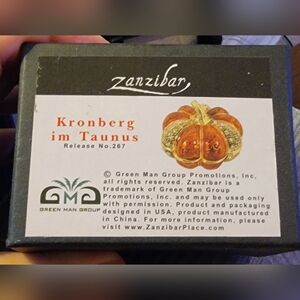 Zanzibar
Kronberg
im Taunus
Release No.267
GMG
GREEN MAN GROUP
© Green Man Group Promotions, Inc,
all rights reserved. Zanzibar is a
trademark of Green Man Group
Promotions, Inc. and may be used only
with permission. Product and packaging
designed in USA, product manufactured
in China. For more information, please
visit www.ZanzibarPlace.com.